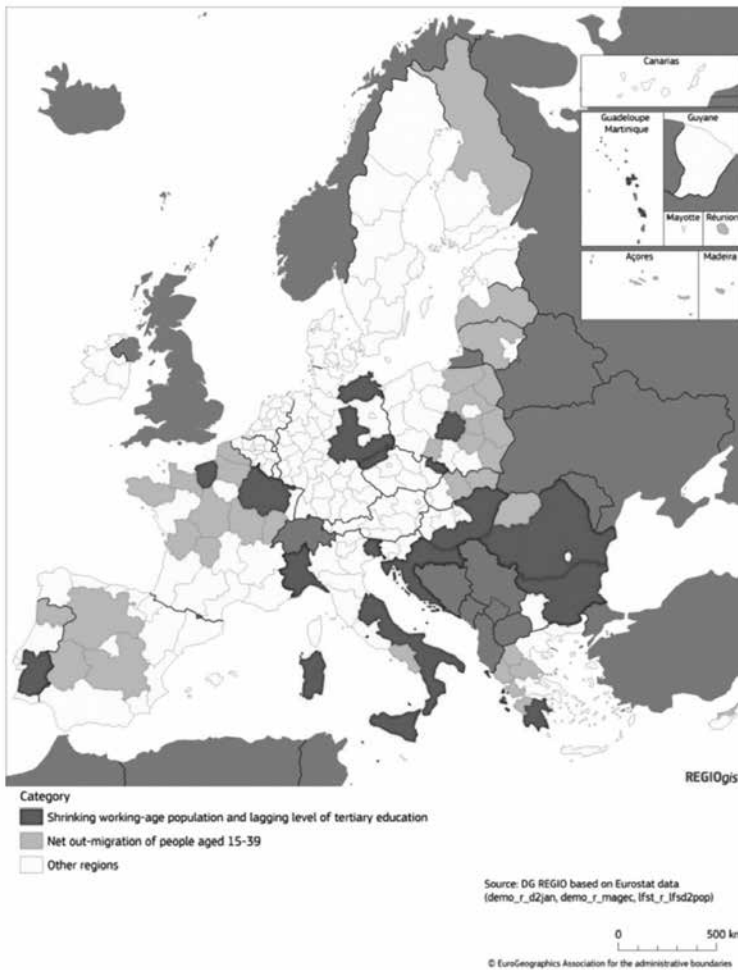 Canarias
Guadeloupe
Martinique
Guyane
Mayotte
Réunion
Açores
Madeira
REGIOgis
Category
Shrinking working-age population and lagging level of tertiary education
Net out-migration of people aged 15-39
Other regions
Source: DG REGIO based on Eurostat data
(demo_r_d2jan, demo_r_magec, lfst_r_lfsd2pop)
0 500 km
© EuroGeographics Association for the administrative boundaries